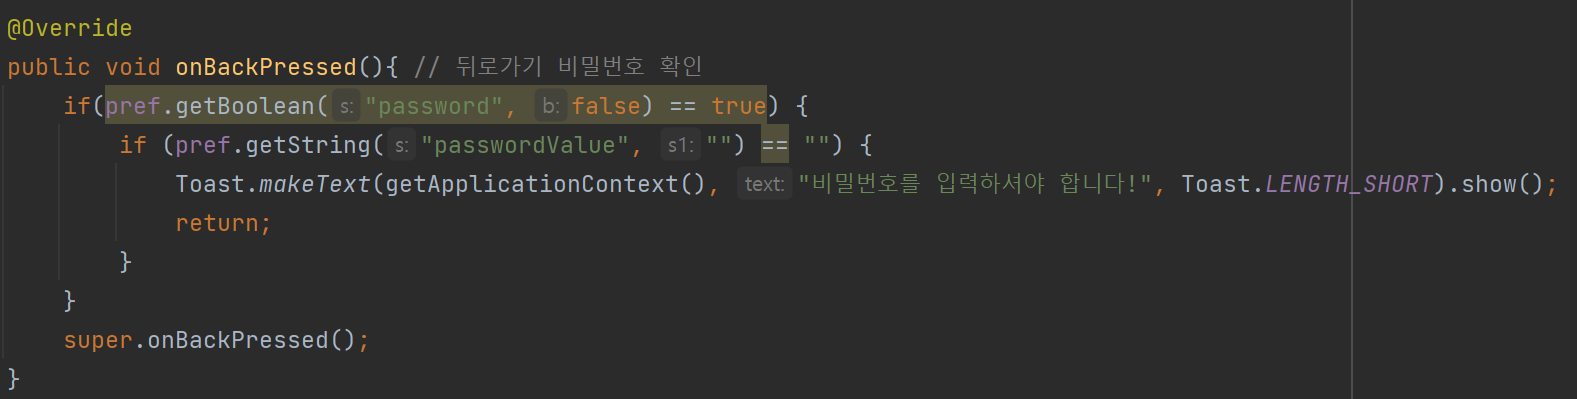 @Override
public void onBackPressed(){ // 뒤로가기 비밀번호 확인
if(pref.getBoolean( s: "password", b: false) == true) {
if (pref.getString( s: "passwordValue", s1: "") == "") {
Toast.makeText(getApplicationContext(), text: "비밀번호를 입력하셔야 합니다!", Toast.LENGTH_SHORT).show();
return;
}
}
super.onBackPressed();
}